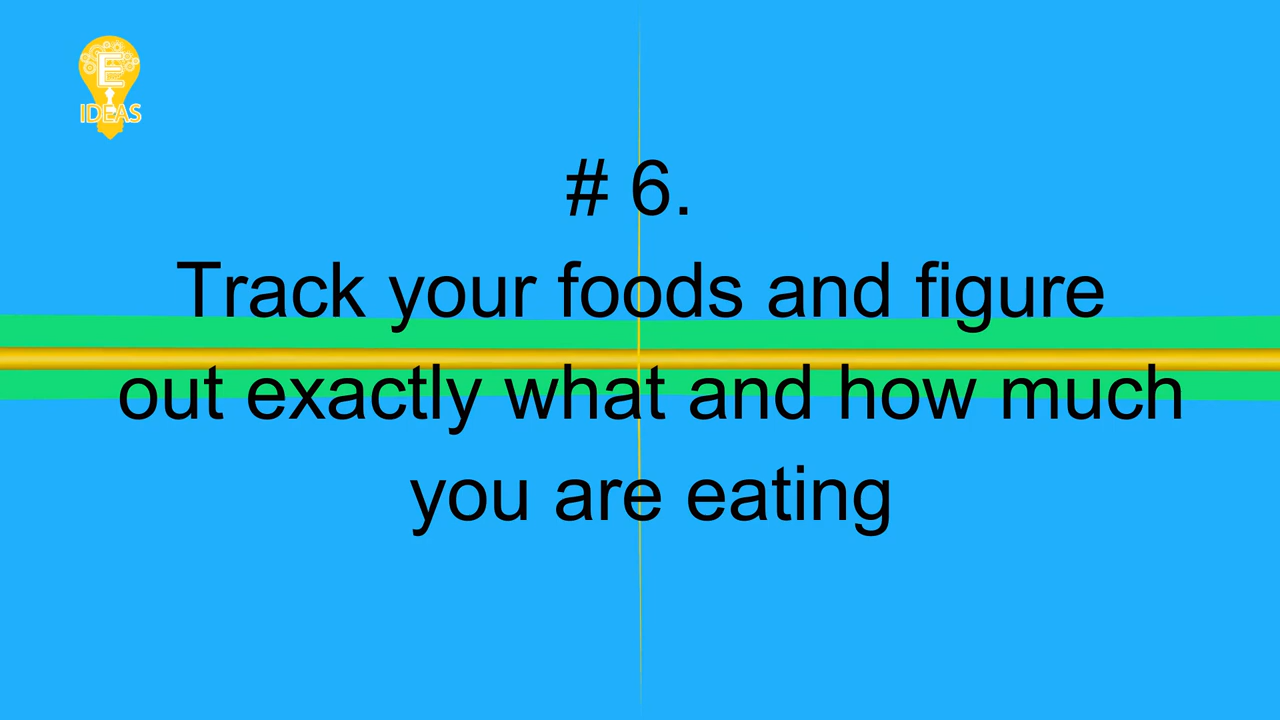 E
IDEAS
# 6.
Track your foods and figure
out exactly what and how much
you are eating